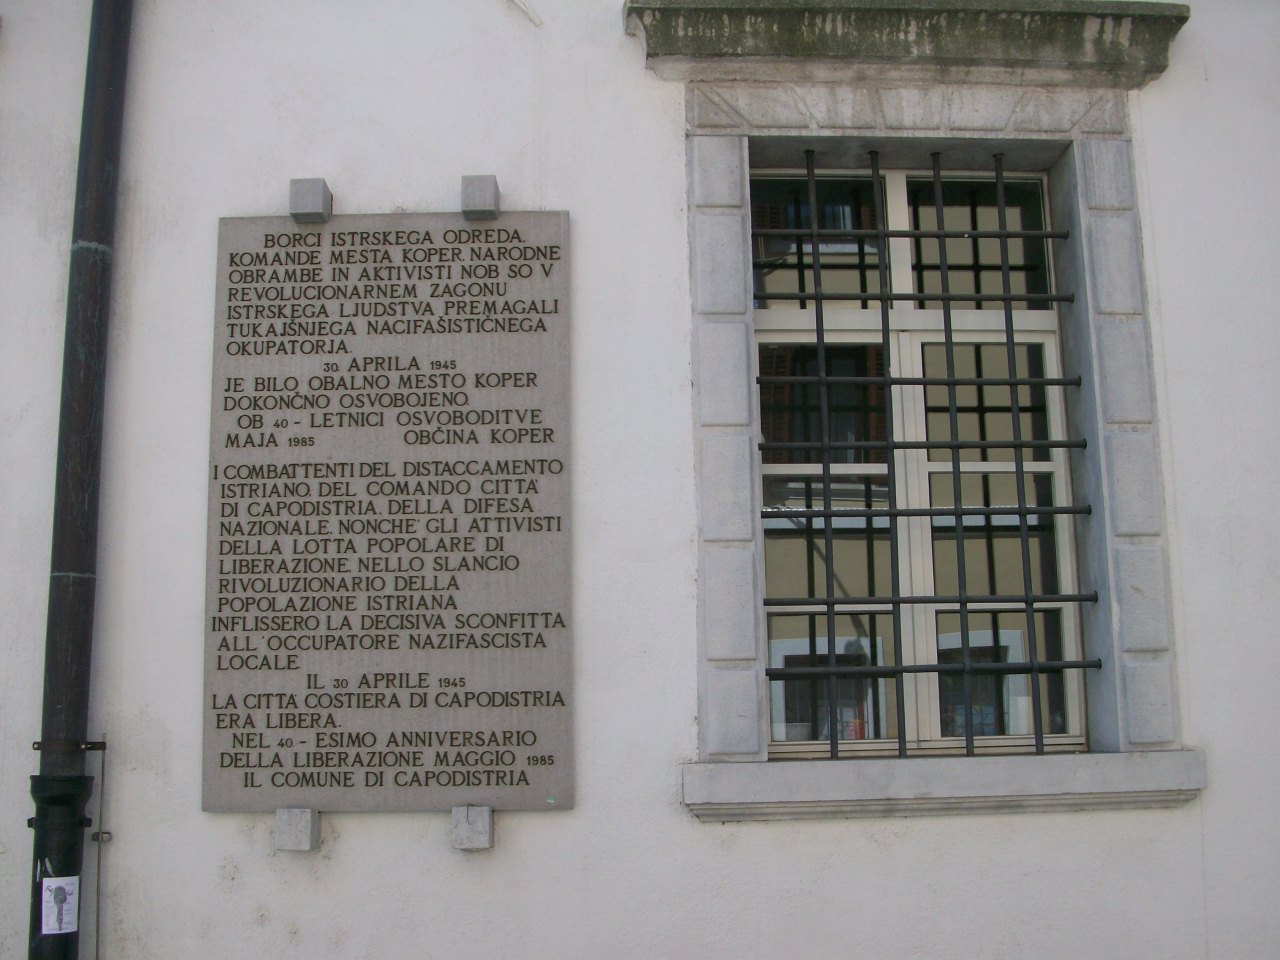 BORCI ISTRSKEGA ODREDA,
KOMANDE MESTA KOPER, NARODNE
OBRAMBE IN AKTIVISTI NOB SO V
REVOLUCIONARNEM ZAGONU
ISTRSKEGA LJUDSTVA PREMAGALI
TUKAJŠNJEGA NACIFAŠISTIČNEGA
OKUPATORJA.
30. APRILA 1945
JE BILO OBALNO MESTO KOPER
DOKONČNO OSVOBOJENO.
OB 40 - LETNICI OSVOBODITVE
MAJA 1985 OBČINA KOPER
I COMBATTENTI DEL DISTACCAMENTO
ISTRIANO DEL COMANDO CITTÀ
DI CAPODISTRIA, DELLA DIFESA
NAZIONALE NONCHÈ GLI ATTIVISTI
DELLA LOTTA POPOLARE DI
LIBERAZIONE NELLO SLANCIO
RIVOLUZIONARIO DELLA
POPOLAZIONE ISTRIANA
INFLISSERO LA DECISIVA SCONFITTA
ALL' OCCUPATORE NAZIFASCISTA
LOCALE.
IL 30 APRILE 1945
LA CITTÀ COSTIERA DI CAPODISTRIA
ERA LIBERA.
NEL 40 - ESIMO ANNIVERSARIO
DELLA LIBERAZIONE MAGGIO 1985
IL COMUNE DI CAPODISTRIA